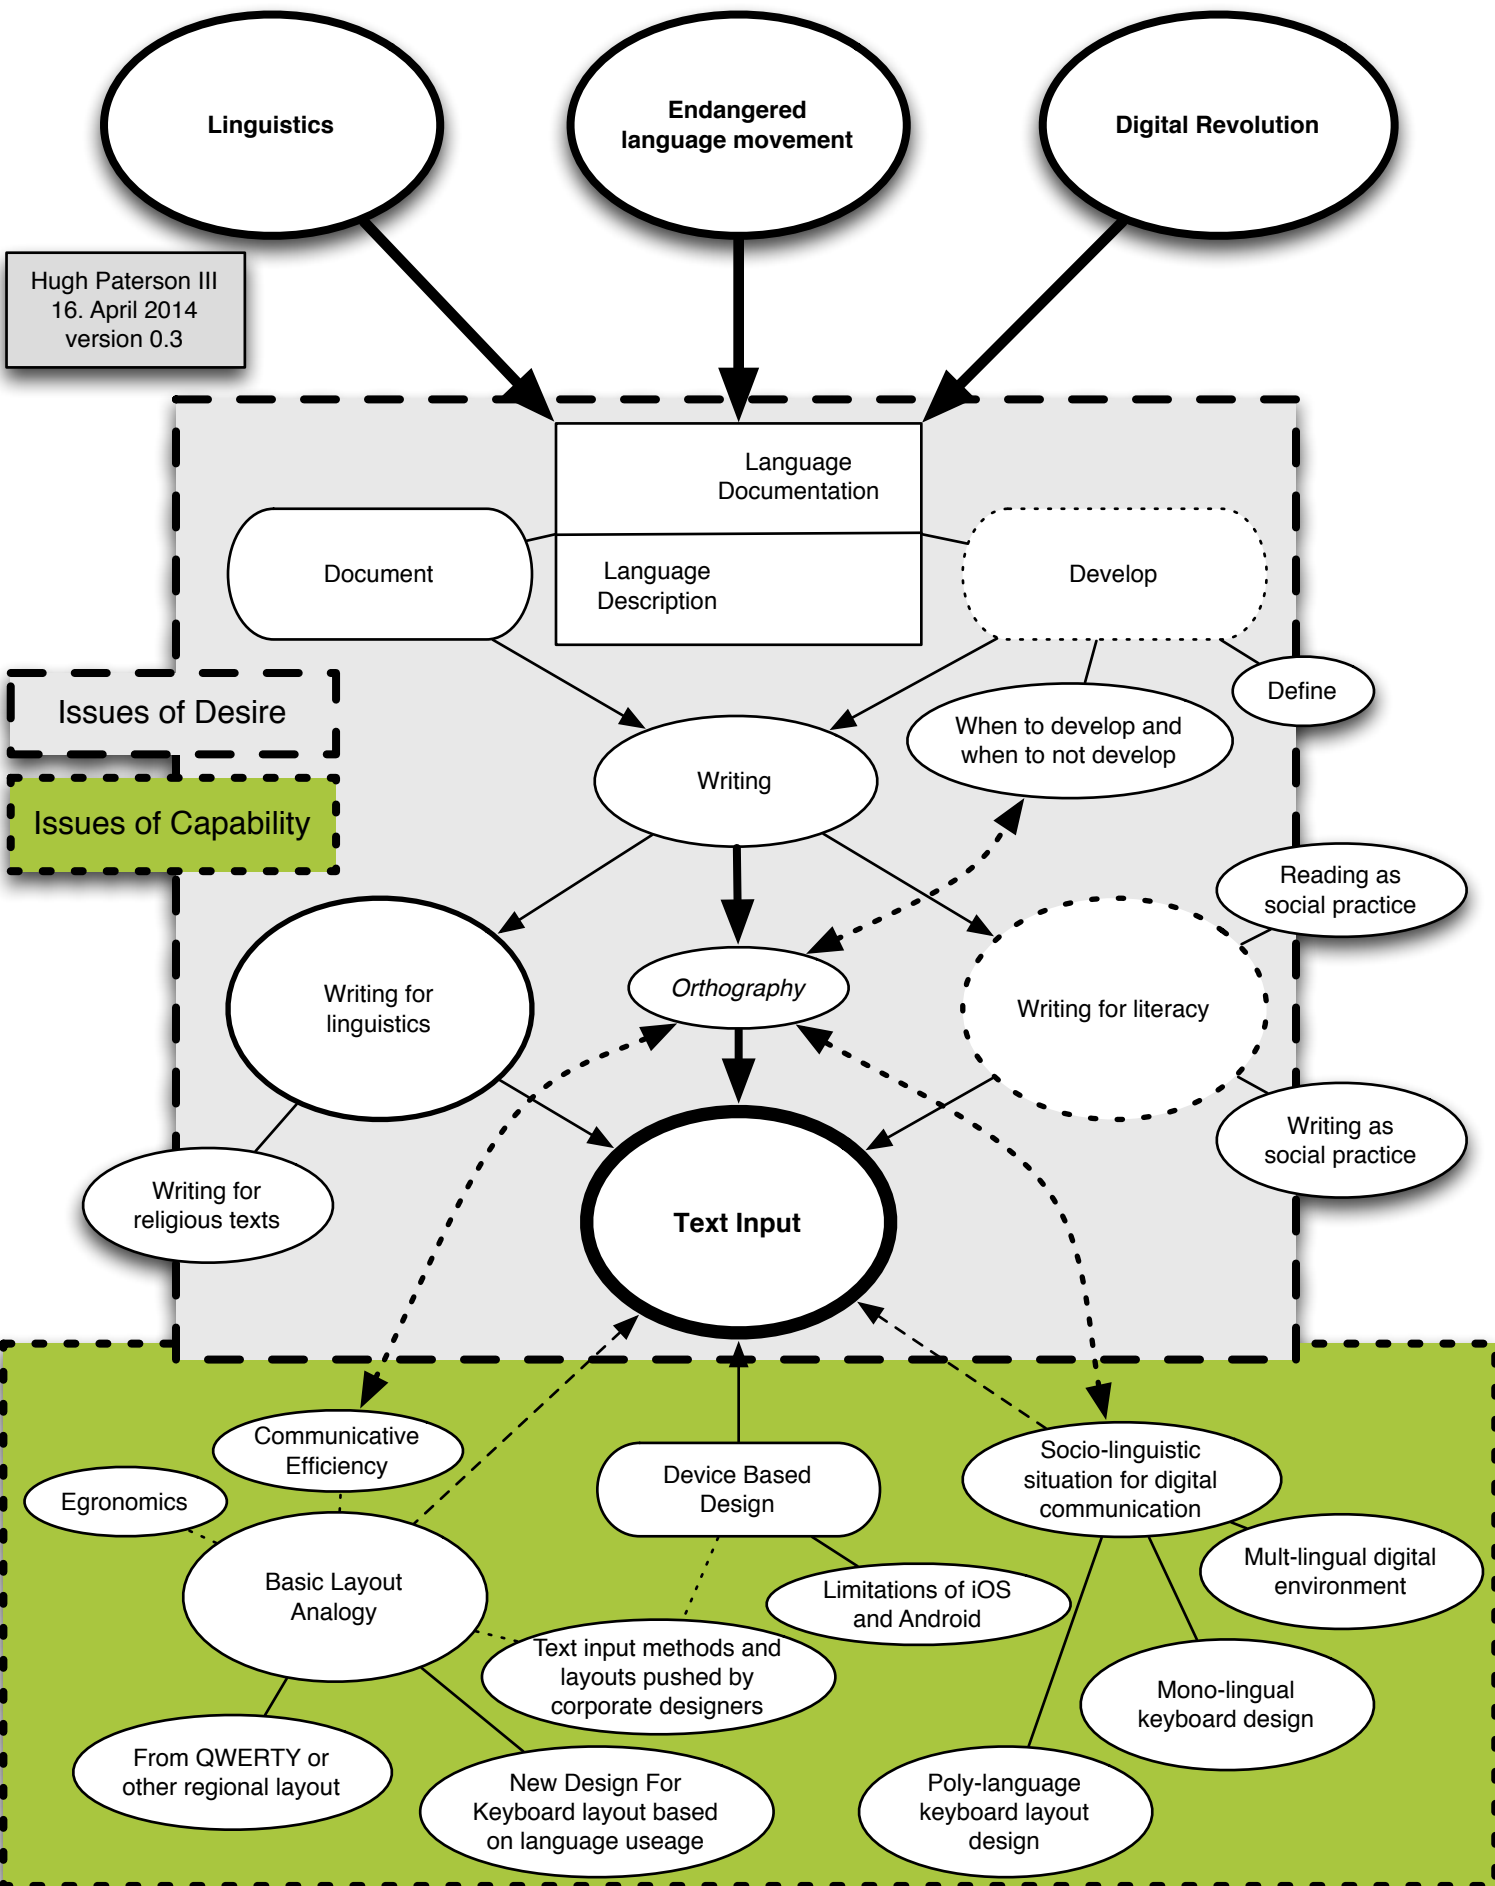 Linguistics
Endangered
language movement
Digital Revolution
Hugh Paterson III
16. April 2014
version 0.3
Language
Documentation
Document
Language
Description
Develop
Issues of Desire
Define
When to develop and
when to not develop
Writing
Issues of Capability
Reading as
social practice
Writing for
linguistics
Orthography
Writing for literacy
Writing as
social practice
Writing for
religious texts
Text Input
Communicative
Efficiency
Egronomics
Device Based
Design
Socio-linguistic
situation for digital
communication
Mult-lingual digital
environment
Basic Layout
Analogy
Limitations of iOS
and Android
Text input methods and
layouts pushed by
corporate designers
Mono-lingual
keyboard design
From QWERTY or
other regional layout
New Design For
Keyboard layout based
on language useage
Poly-language
keyboard layout
design